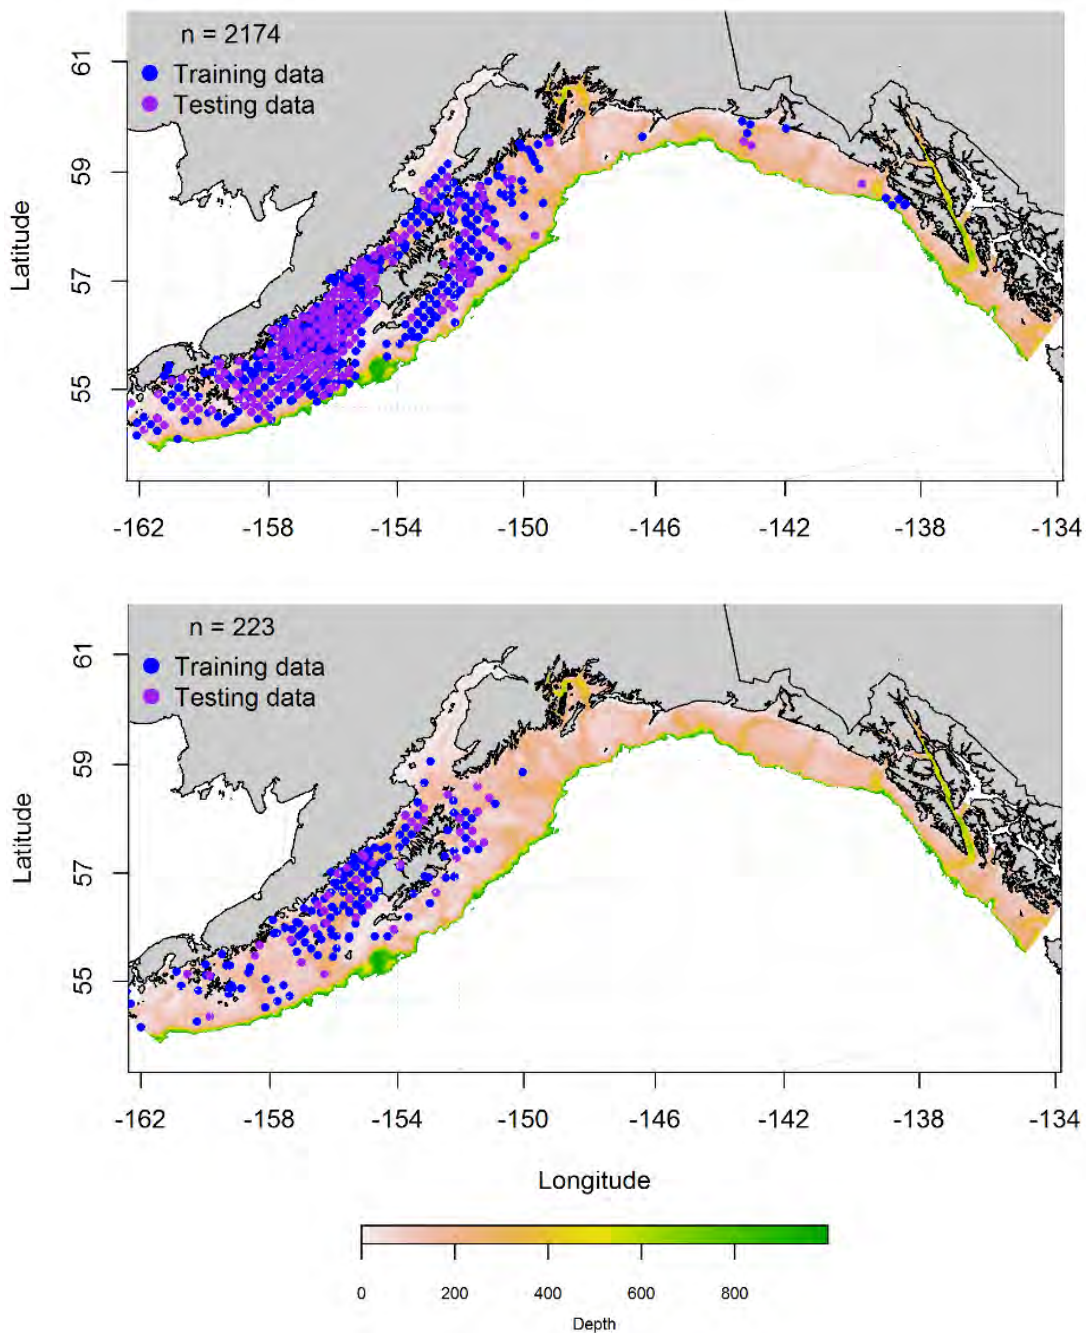 n = 2174
Training data
Testing data
61
59
57
55
Latitude
-162 -158 -154 -150 -146 -142 -138 -134
n = 223
Training data
Testing data
61
59
57
55
Latitude
-162 -158 -154 -150 -146 -142 -138 -134
Longitude
0 200 400 600 800
Depth